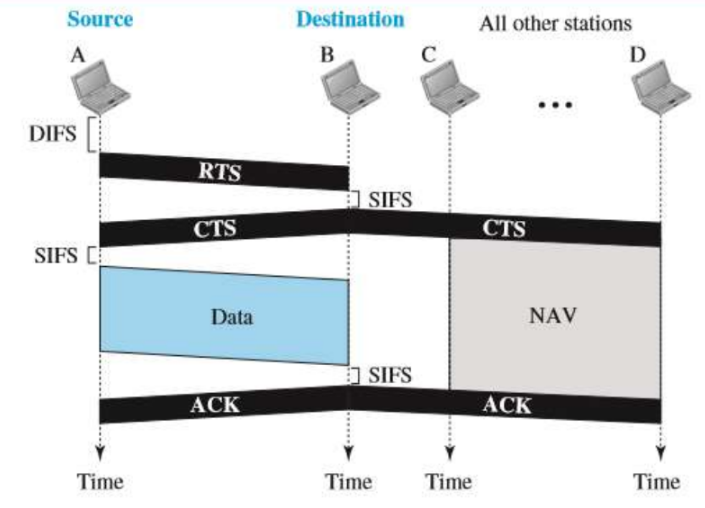 Source Destination All other stations
A B C D
...
DIFS
RTS
SIFS
CTS CTS
SIFS
Data NAV
SIFS
ACK ACK
Time Time Time Time